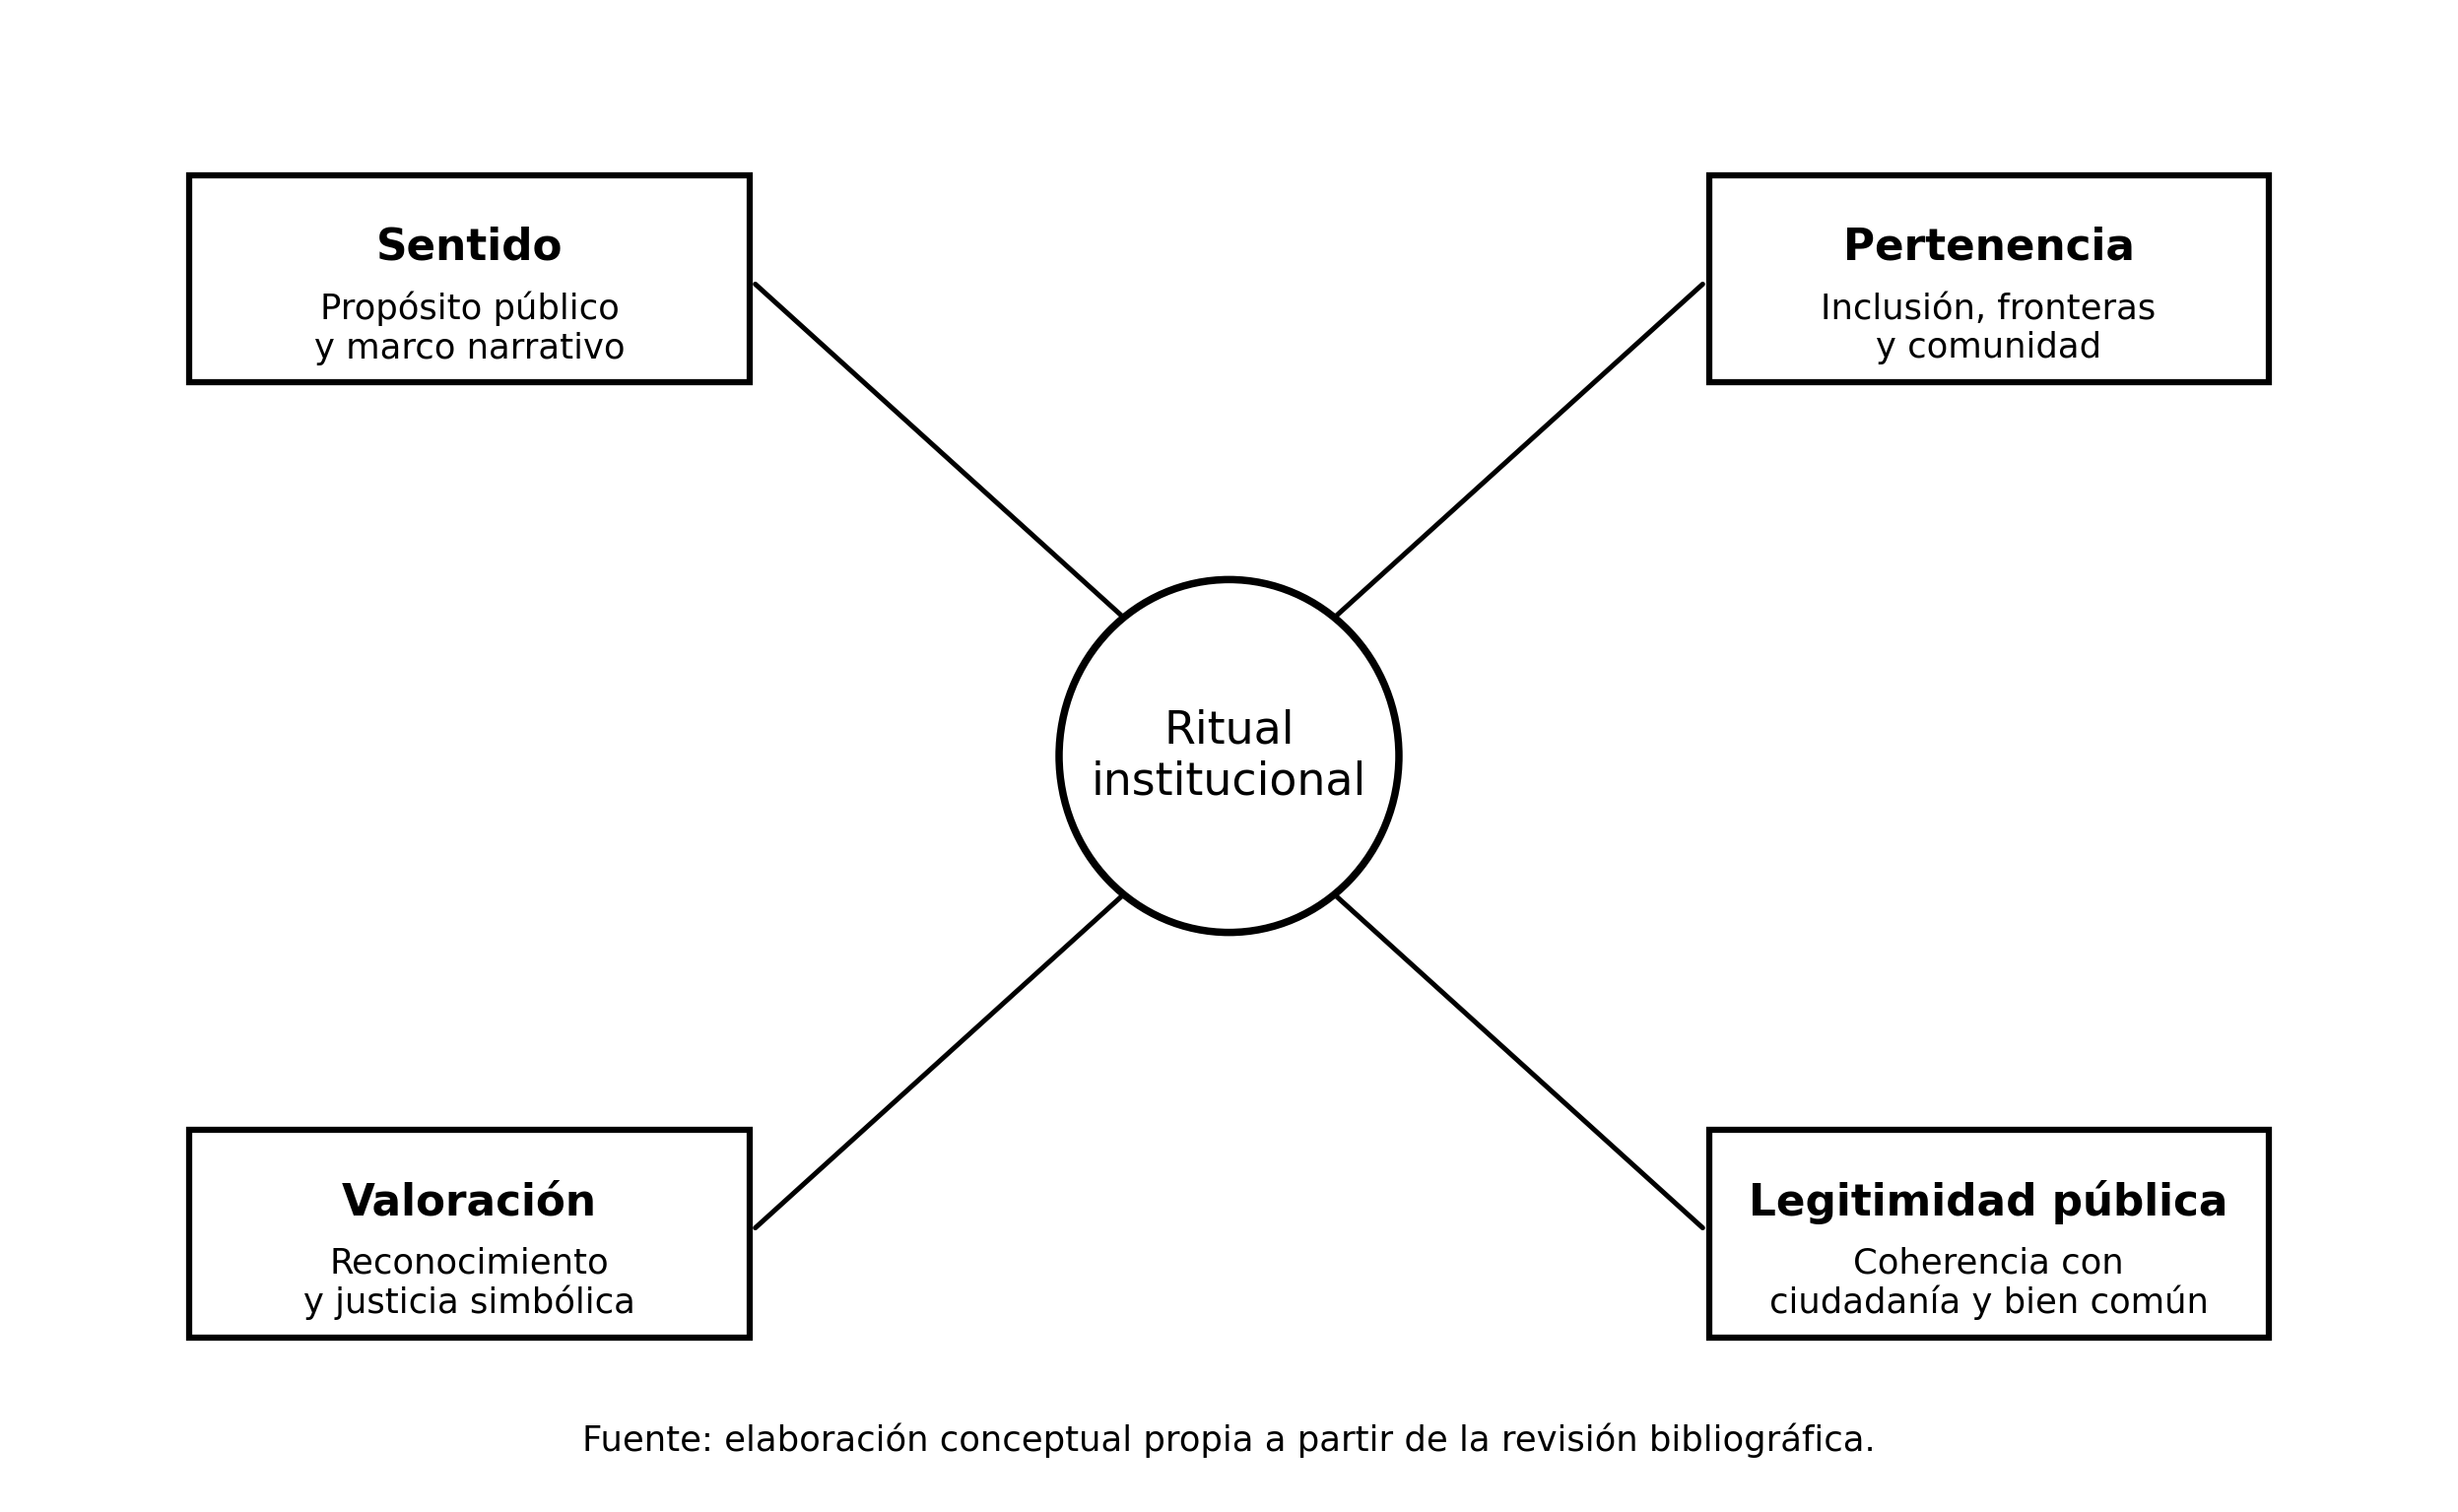 Sentido
Propósito público
y marco narrativo
Pertenencia
Inclusión, fronteras
y comunidad
Ritual
institucional
Valoración
Reconocimiento
y justicia simbólica
Legitimidad pública
Coherencia con
ciudadanía y bien común
Fuente: elaboración conceptual propia a partir de la revisión bibliográfica.